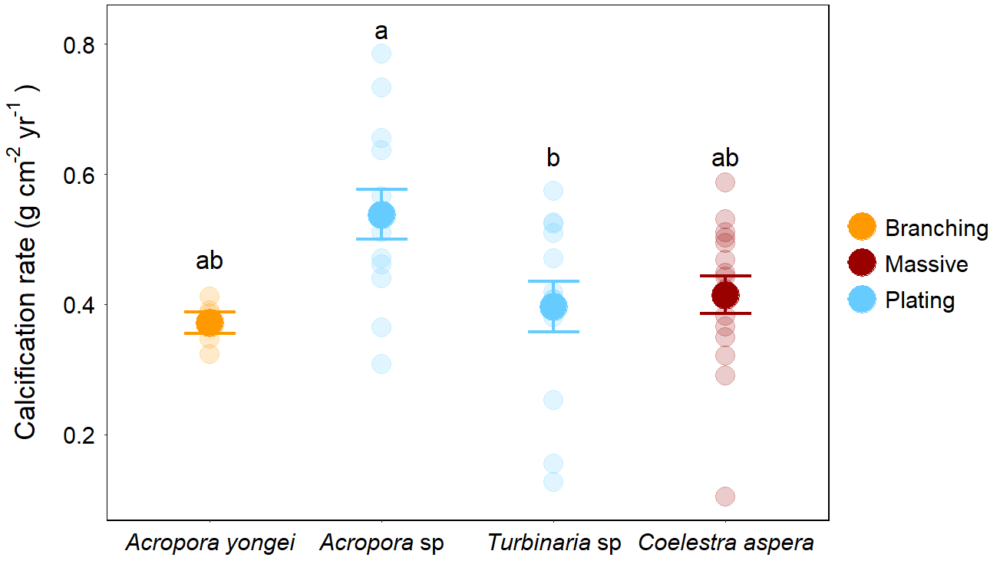 Calcification rate (g cm⁻² yr⁻¹ )
0.8
0.6
0.4
0.2
ab
a
b
ab
Acropora yongei
Acropora sp
Turbinaria sp
Coelestra aspera
Branching
Massive
Plating